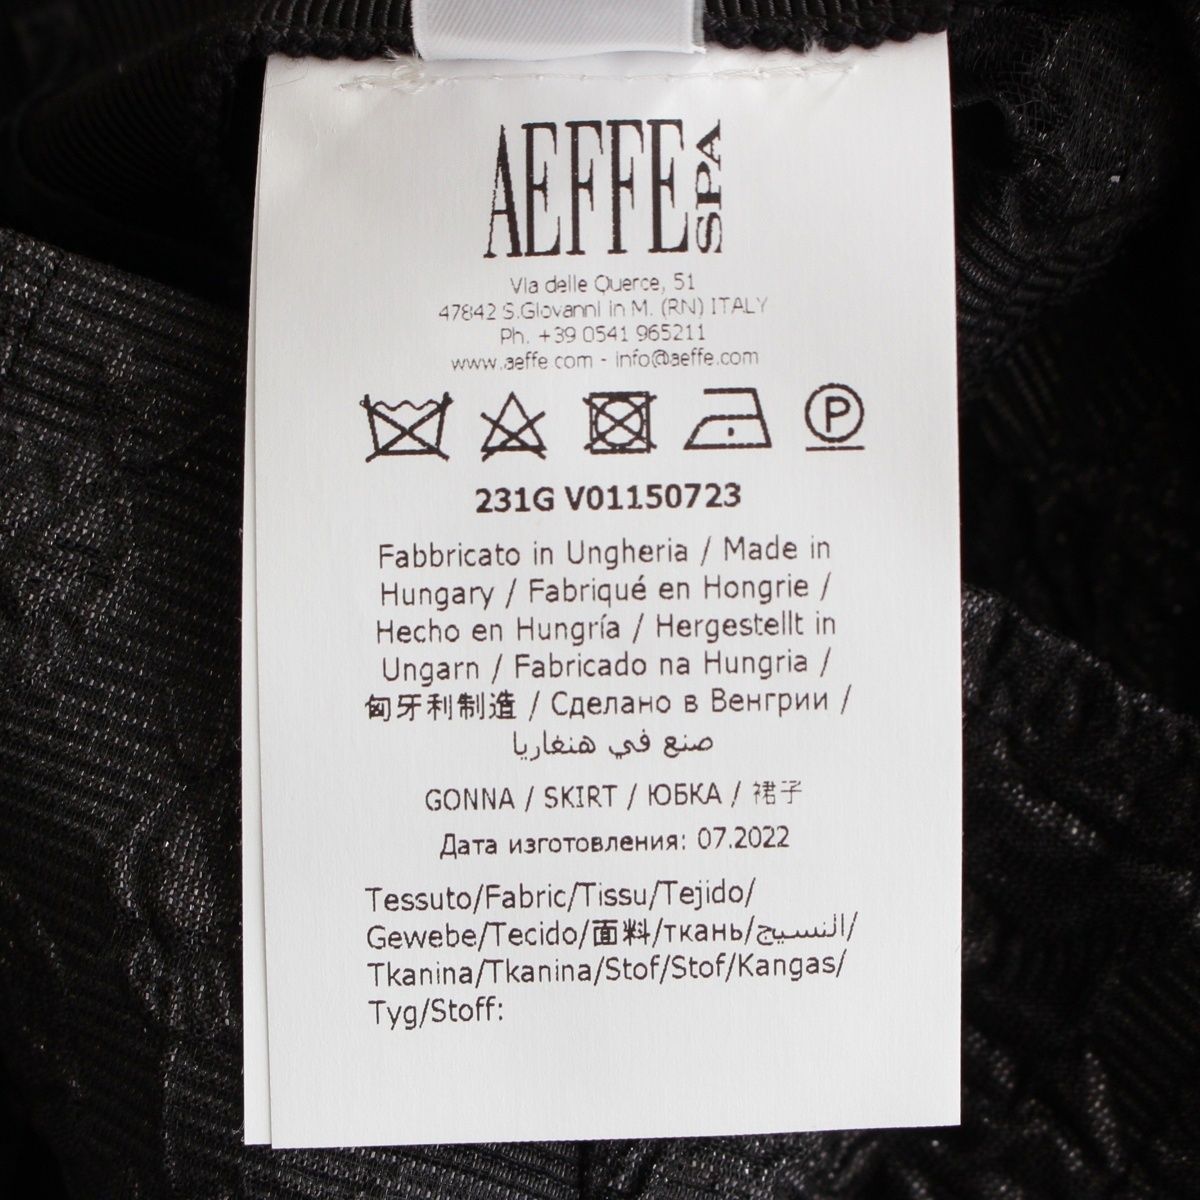 AEFFE SPA
Via delle Querce, 51
47842 S.Giovanni in M. (RN) ITALY
Ph. +39 0541 965211
www.aeffe.com - info@aeffe.com
P
231G V01150723
Fabbricato in Ungheria / Made in
Hungary / Fabriqué en Hongrie /
Hecho en Hungría / Hergestellt in
Ungarn / Fabricado na Hungria /
匈牙利制造 / Сделано в Венгрии /
صنع في هنغاريا
GONNA / SKIRT / ЮБКА / 裙子
Дата изготовления: 07.2022
Tessuto/Fabric/Tissu/Tejido/
Gewebe/Tecido/面料/ткань/النسيج/
Tkanina/Tkanina/Stof/Stof/Kangas/
Tyg/Stoff: